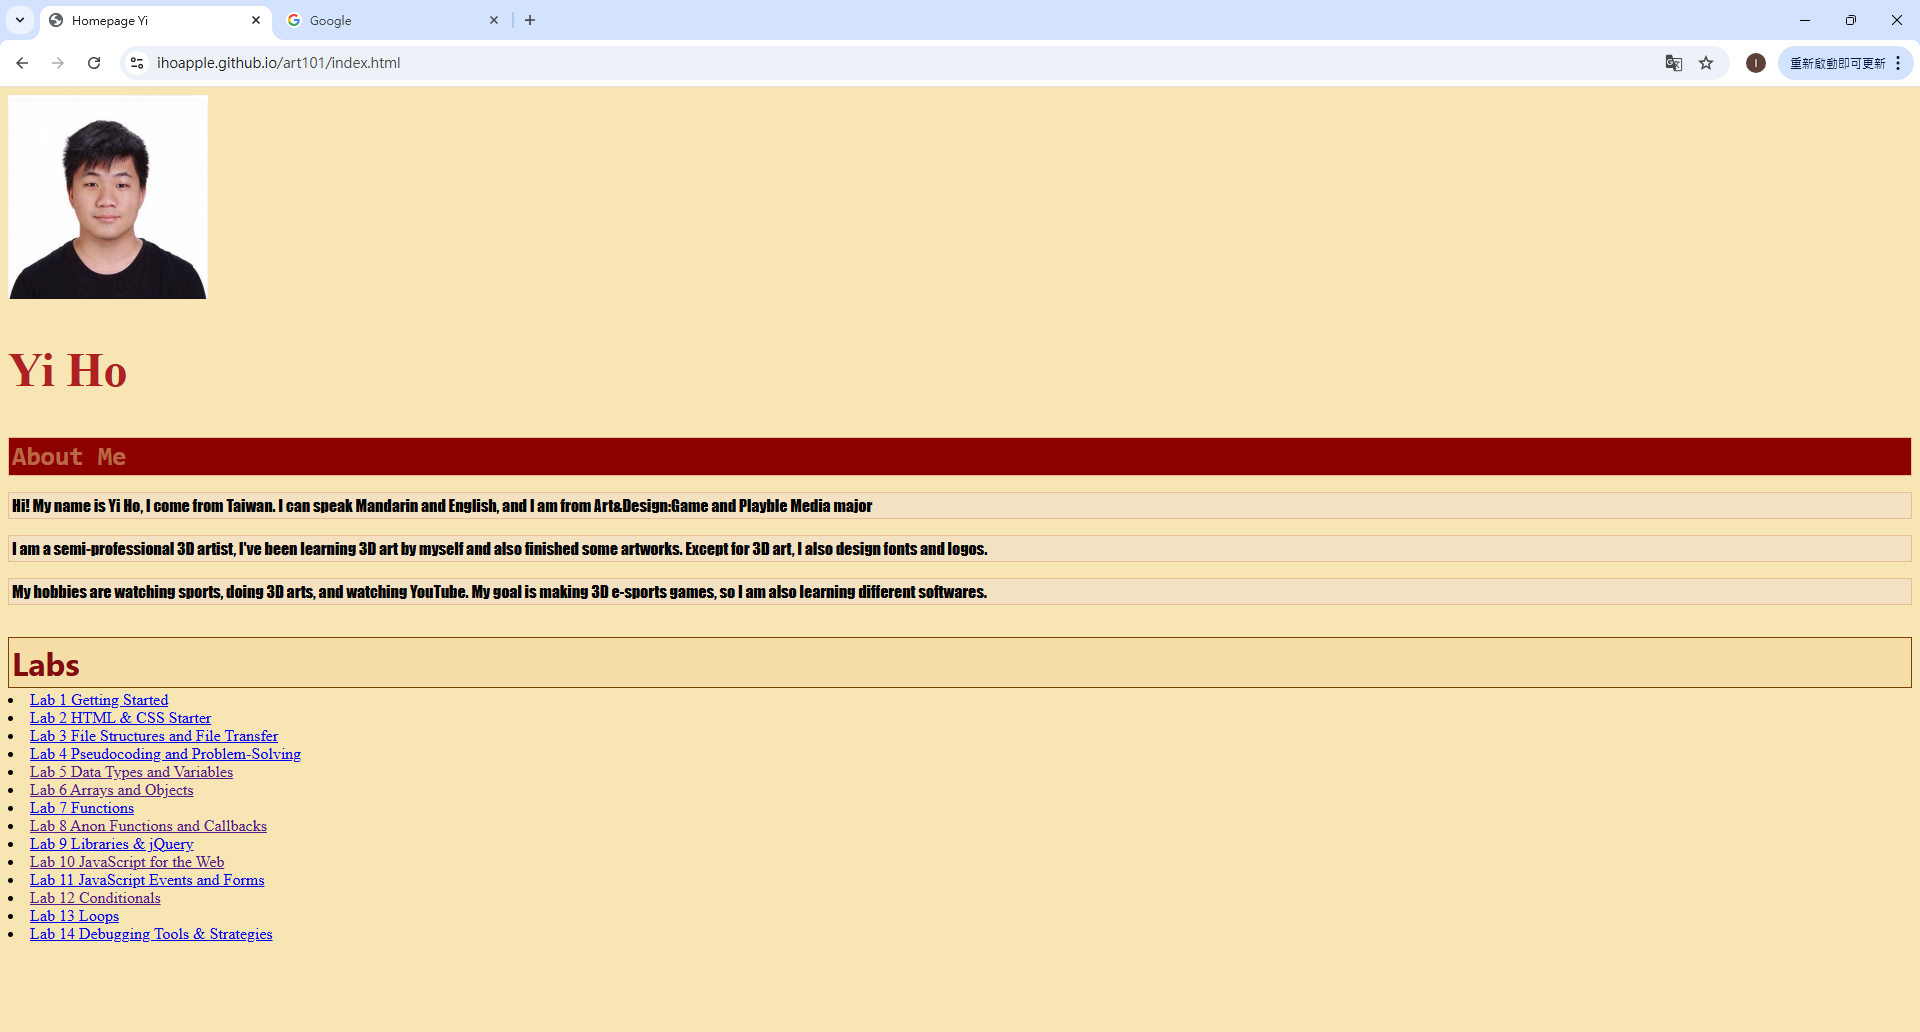 Homepage Yi
Google
ihoapple.github.io/art101/index.html
I
重新啟動即可更新
Yi Ho
About Me
Hi! My name is Yi Ho, I come from Taiwan. I can speak Mandarin and English, and I am from Art&Design:Game and Playble Media major
I am a semi-professional 3D artist, I've been learning 3D art by myself and also finished some artworks. Except for 3D art, I also design fonts and logos.
My hobbies are watching sports, doing 3D arts, and watching YouTube. My goal is making 3D e-sports games, so I am also learning different softwares.
Labs
Lab 1 Getting Started
Lab 2 HTML & CSS Starter
Lab 3 File Structures and File Transfer
Lab 4 Pseudocoding and Problem-Solving
Lab 5 Data Types and Variables
Lab 6 Arrays and Objects
Lab 7 Functions
Lab 8 Anon Functions and Callbacks
Lab 9 Libraries & jQuery
Lab 10 JavaScript for the Web
Lab 11 JavaScript Events and Forms
Lab 12 Conditionals
Lab 13 Loops
Lab 14 Debugging Tools & Strategies